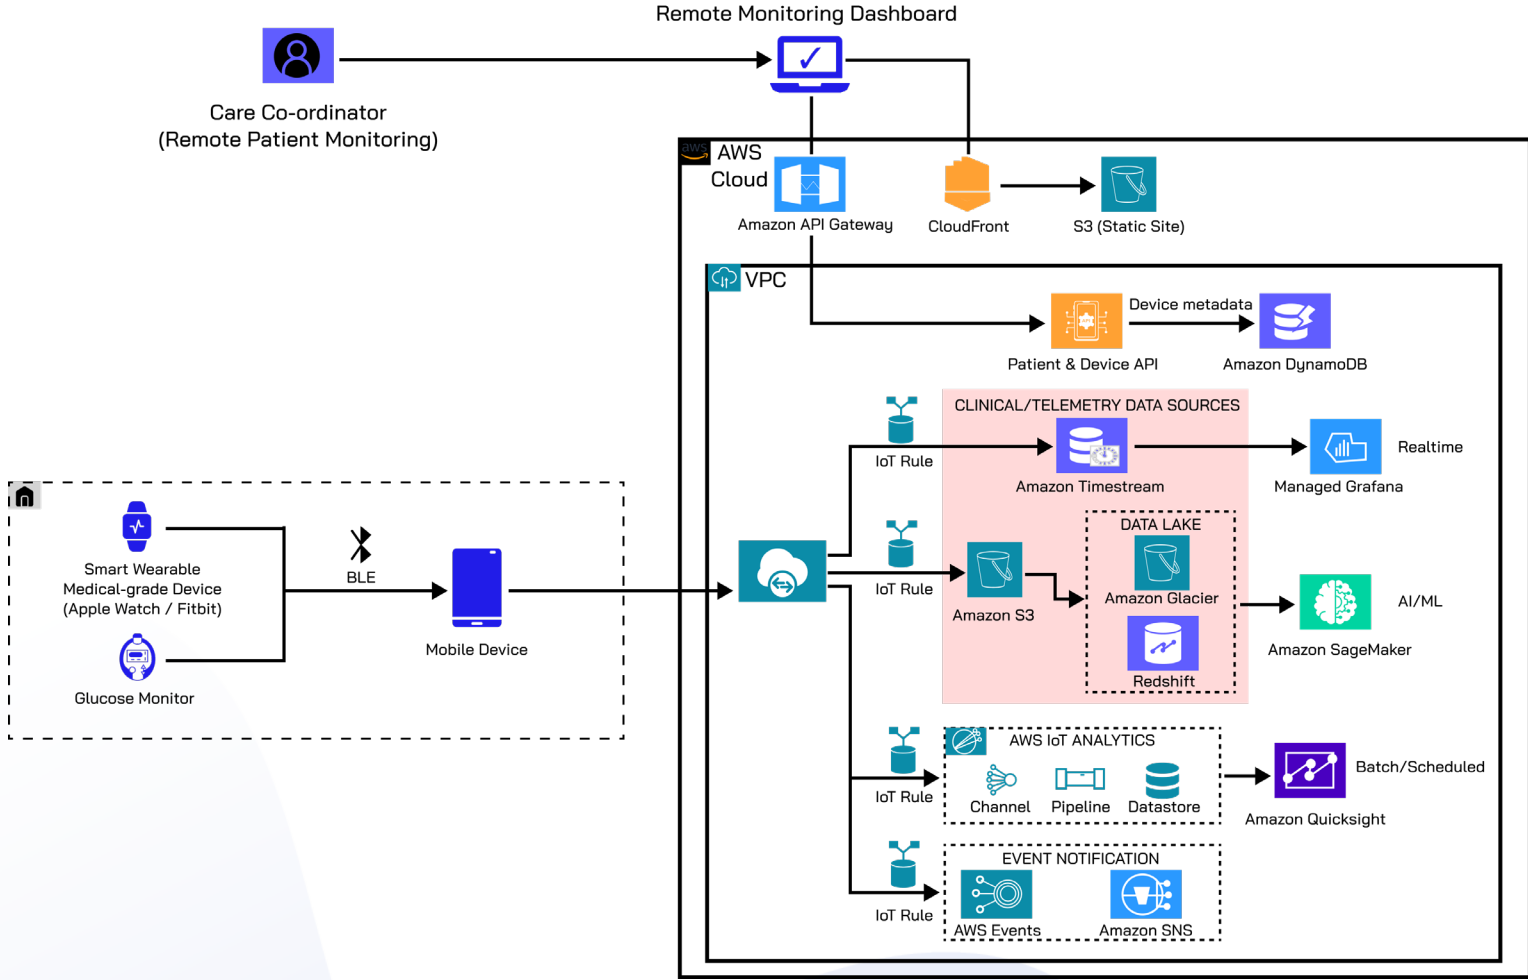 Remote Monitoring Dashboard
Care Co-ordinator
(Remote Patient Monitoring)
aws
AWS
Cloud
Amazon API Gateway
CloudFront
S3 (Static Site)
VPC
Device metadata
Patient & Device API
Amazon DynamoDB
CLINICAL/TELEMETRY DATA SOURCES
IoT Rule
Amazon Timestream
Realtime
Managed Grafana
Smart Wearable
Medical-grade Device
(Apple Watch / Fitbit)
BLE
Glucose Monitor
Mobile Device
IoT Rule
Amazon S3
DATA LAKE
Amazon Glacier
Redshift
AI/ML
Amazon SageMaker
IoT Rule
AWS IoT ANALYTICS
Channel
Pipeline
Datastore
Batch/Scheduled
Amazon Quicksight
IoT Rule
EVENT NOTIFICATION
AWS Events
Amazon SNS